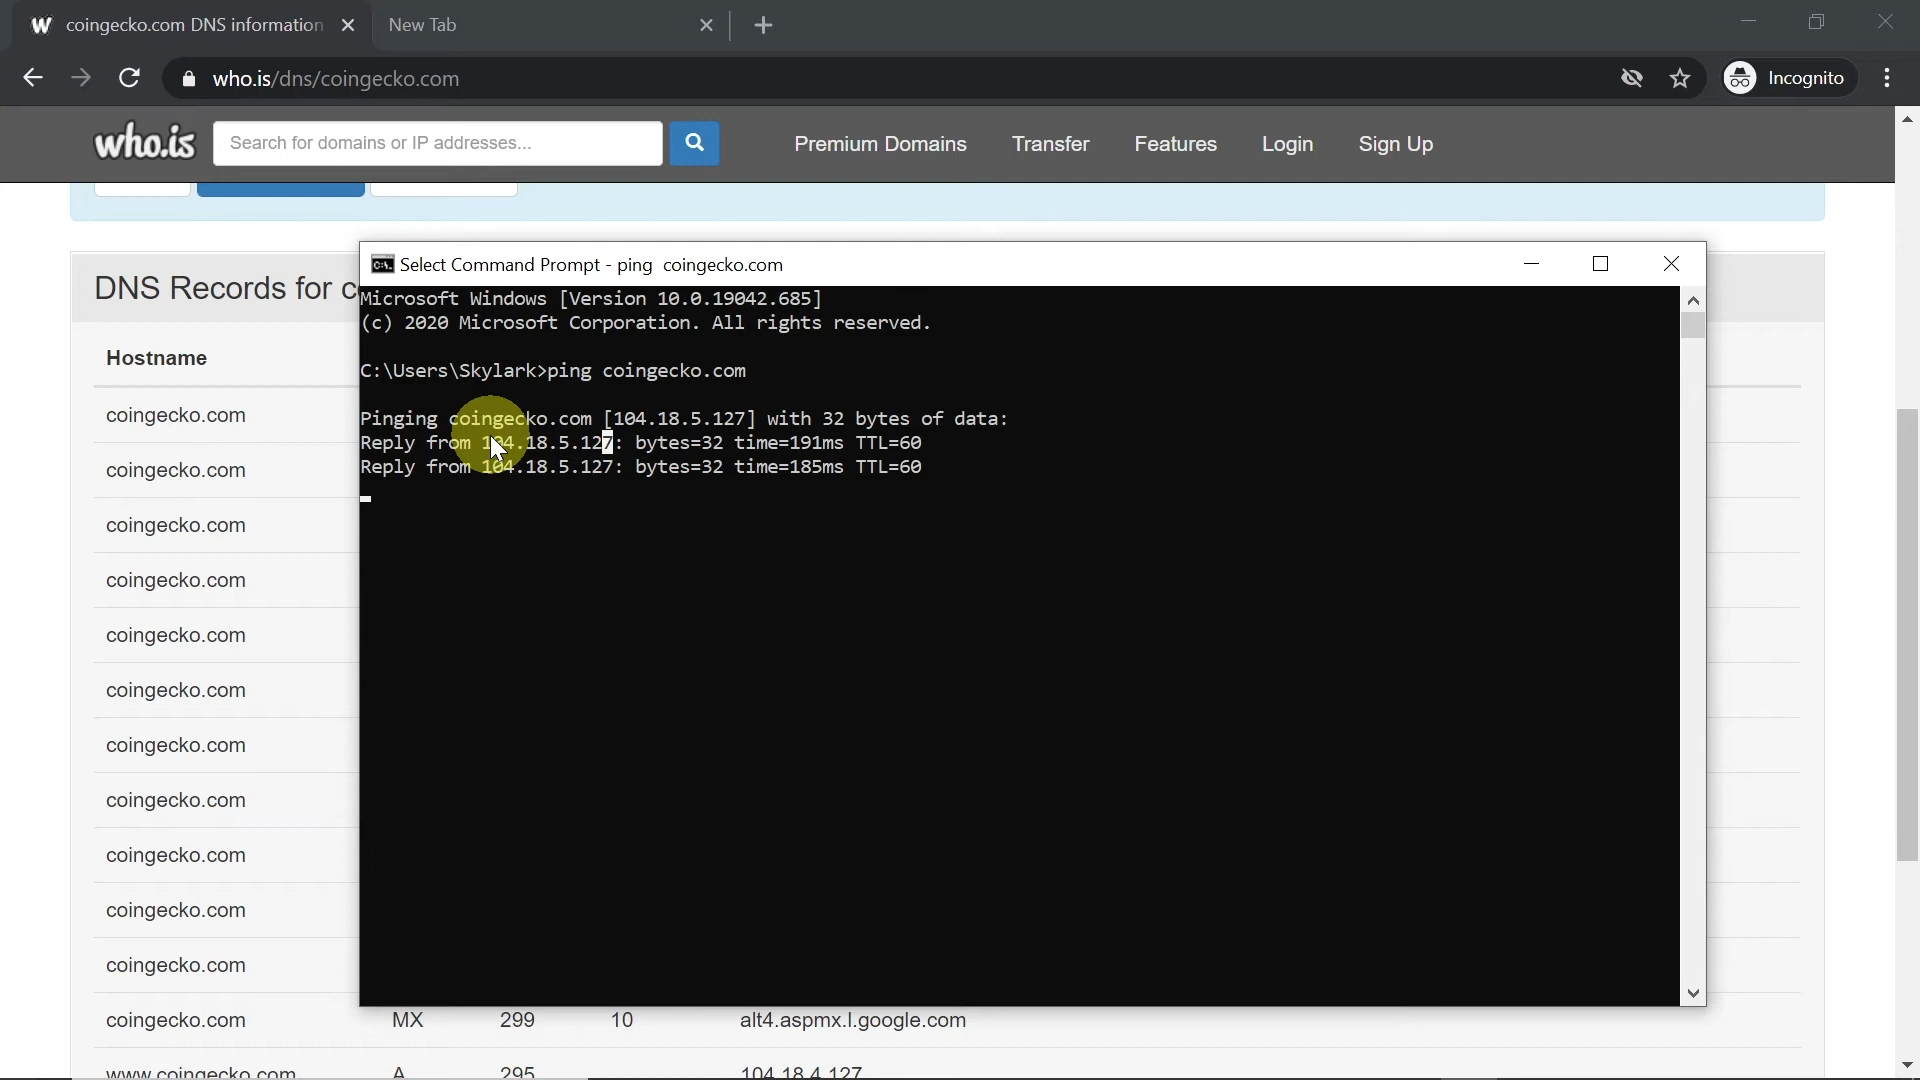 W coingecko.com DNS information
New Tab
who.is/dns/coingecko.com
Incognito
who.is
Search for domains or IP addresses...
Premium Domains
Transfer
Features
Login
Sign Up
DNS Records for c
Select Command Prompt - ping coingecko.com
Microsoft Windows [Version 10.0.19042.685]
(c) 2020 Microsoft Corporation. All rights reserved.
C:\Users\Skylark>ping coingecko.com
Pinging coingecko.com [104.18.5.127] with 32 bytes of data:
Reply from 104.18.5.127: bytes=32 time=191ms TTL=60
Reply from 104.18.5.127: bytes=32 time=185ms TTL=60
Hostname
coingecko.com
coingecko.com
coingecko.com
coingecko.com
coingecko.com
coingecko.com
coingecko.com
coingecko.com
coingecko.com
coingecko.com
coingecko.com
coingecko.com MX 299 10 alt4.aspmx.l.google.com
www.coingecko.com A 295 104.18.4.127